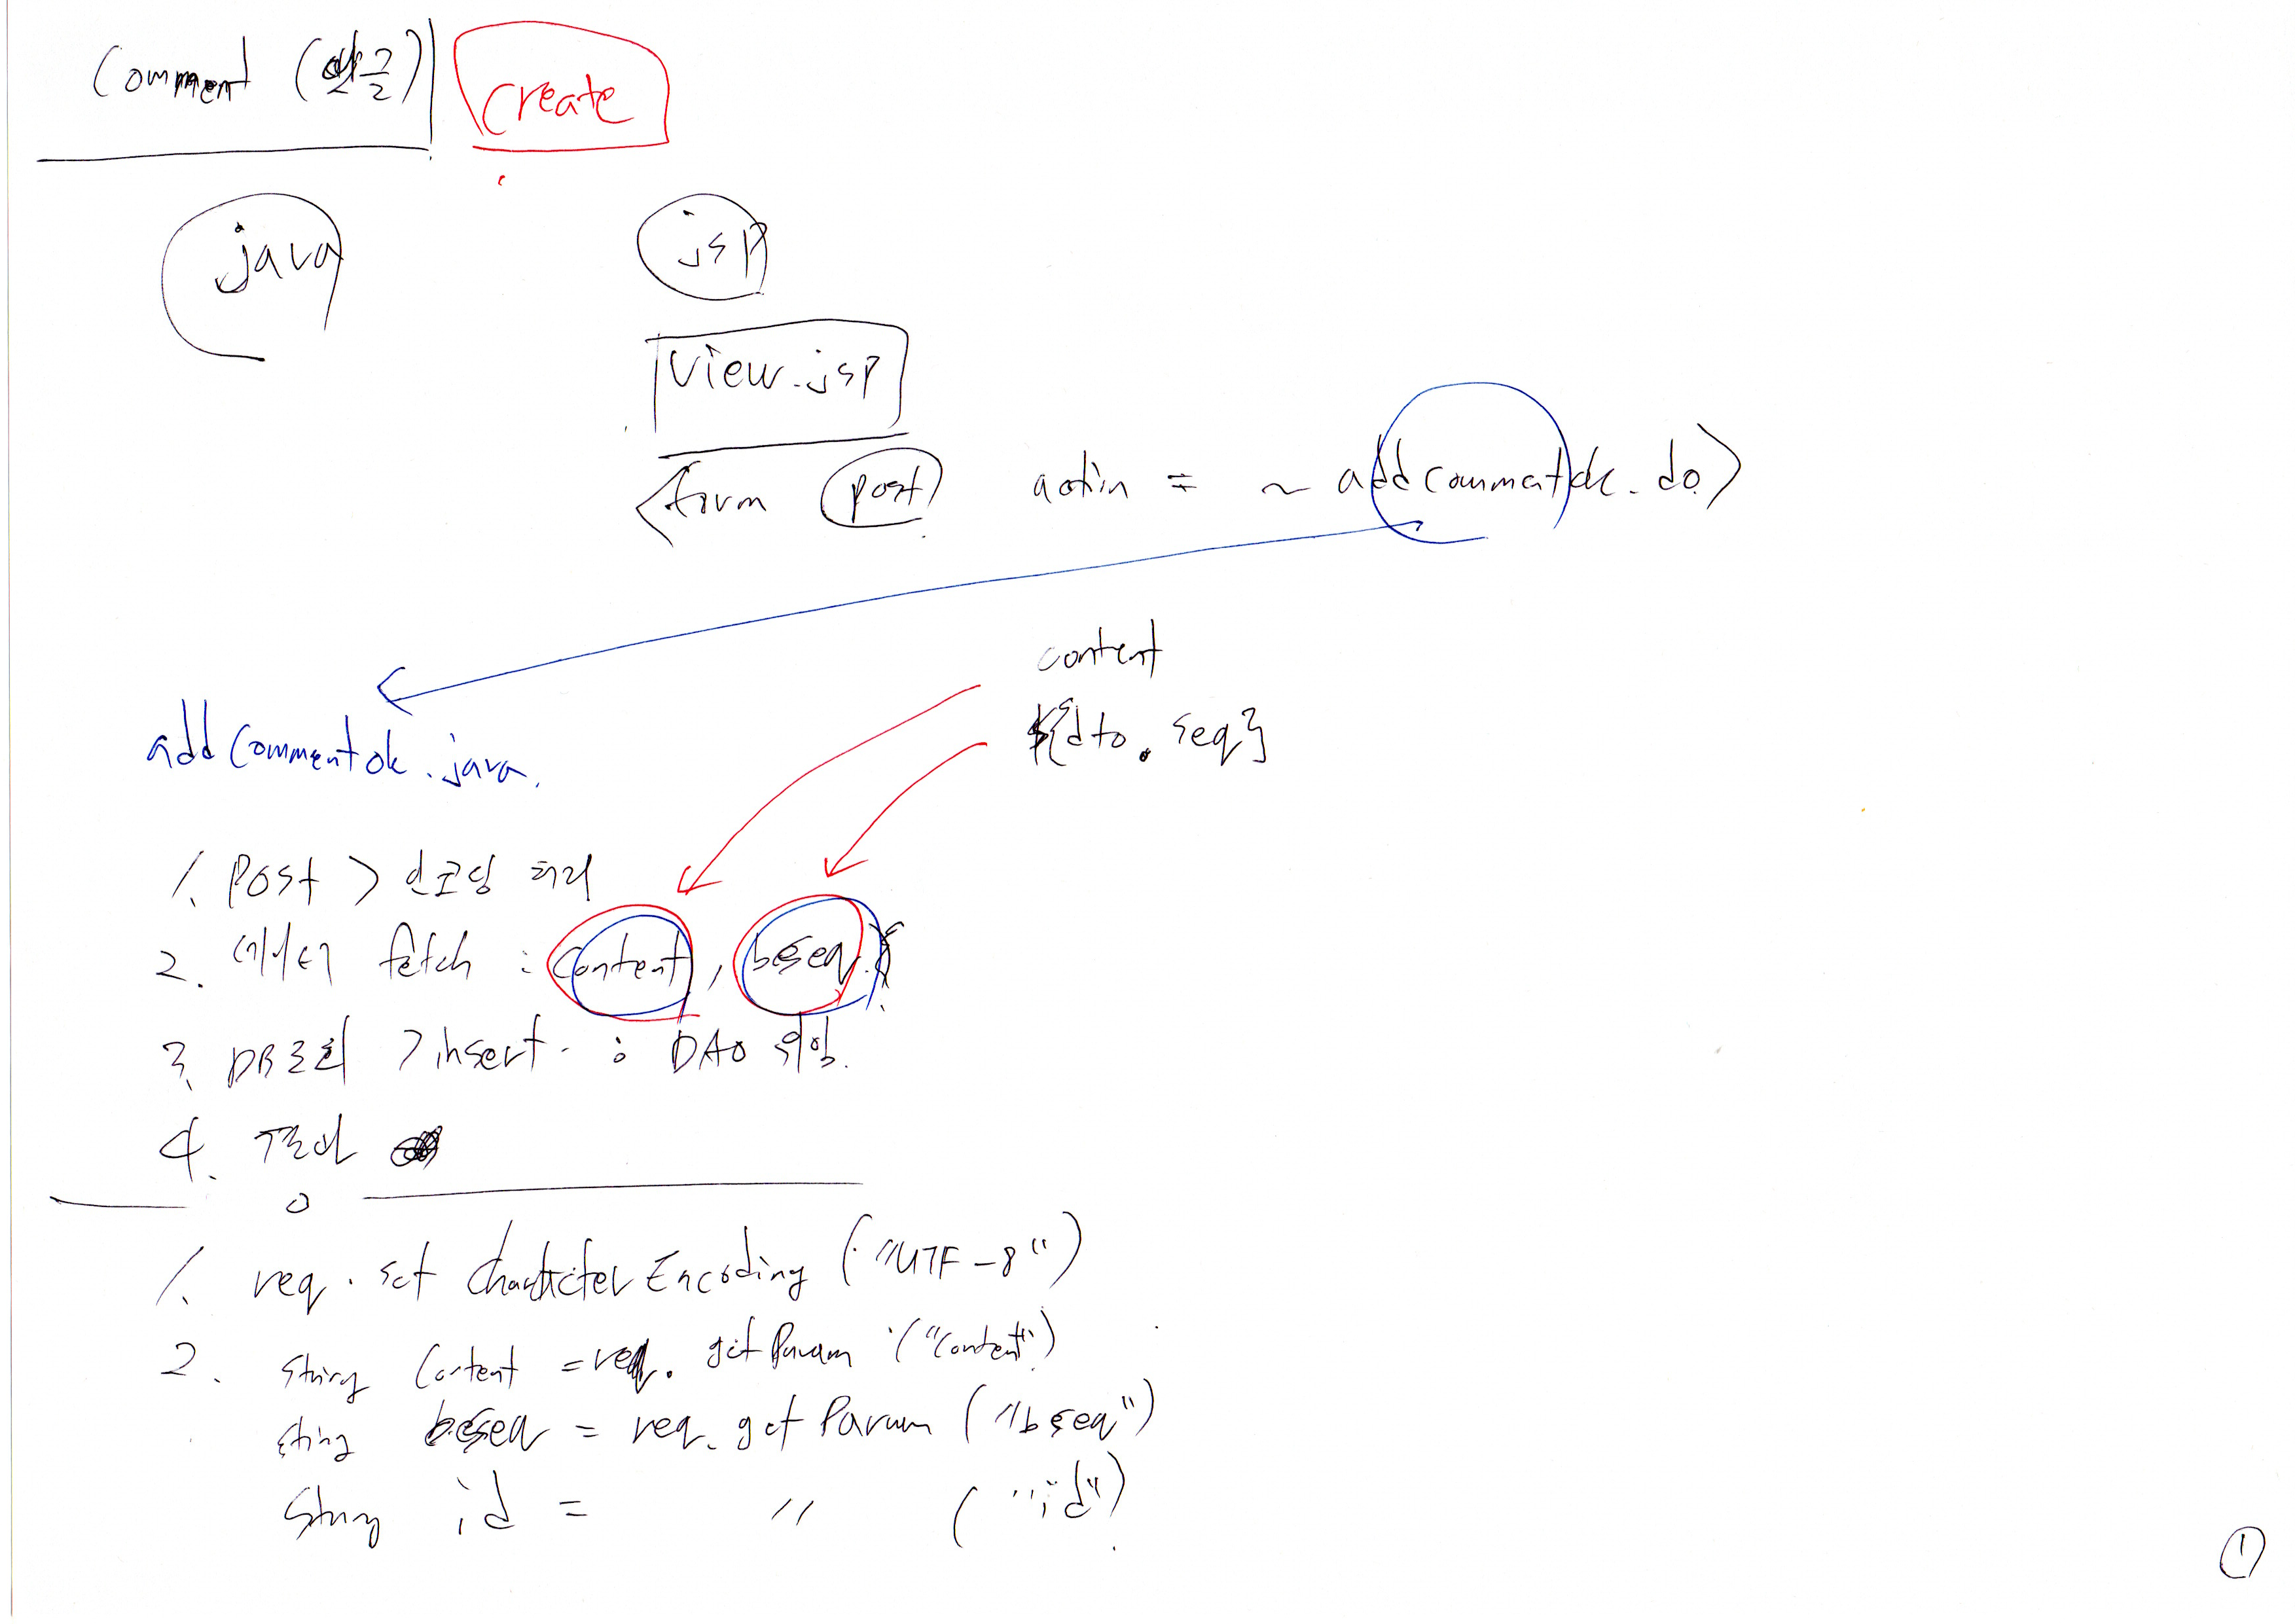 Comment (댓글) create
java
jsp
view.jsp
<form post action = ~ addcommentok.do>
content
${dto.seq}
addCommentok.java.
1. POST > 인코딩 처리
2. 데이터 fetch : content, bseq
3. DB 조회 > insert. : DAO 위임.
4. 결과
1. req.setCharacterEncoding ("UTF-8")
2. String Content = req.getParam ("content")
String bseq = req.getParam ("bseq")
String id = 〃 ("id")
①